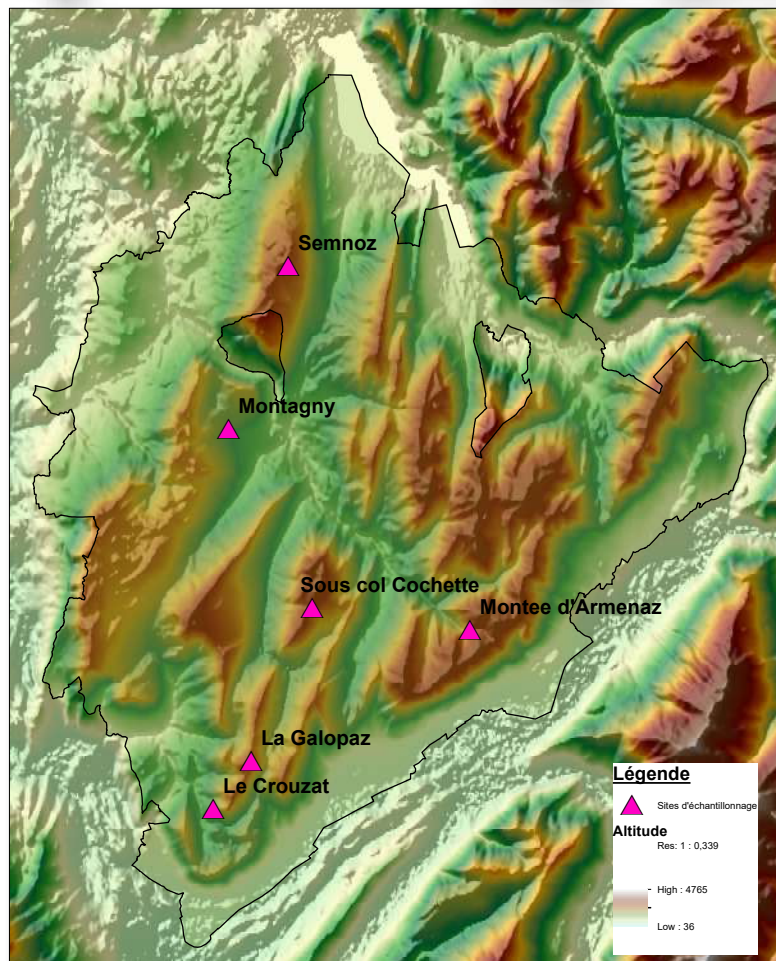 Semnoz
Montagny
Sous col Cochette
Montee d'Armenaz
La Galopaz
Le Crouzat
Légende
Sites d'échantillonnage
Altitude
Res: 1 : 0,339
High : 4765
Low : 36